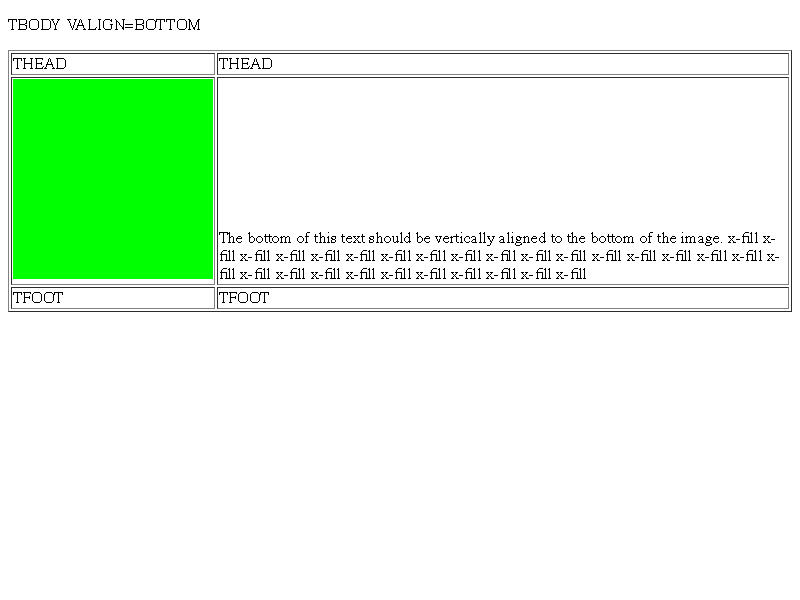 TBODY VALIGN=BOTTOM
THEAD THEAD
The bottom of this text should be vertically aligned to the bottom of the image. x-fill x-
fill x-fill x-fill x-fill x-fill x-fill x-fill x-fill x-fill x-fill x-fill x-fill x-fill x-fill x-fill x-fill x-
fill x-fill x-fill x-fill x-fill x-fill x-fill x-fill x-fill x-fill x-fill
TFOOT TFOOT